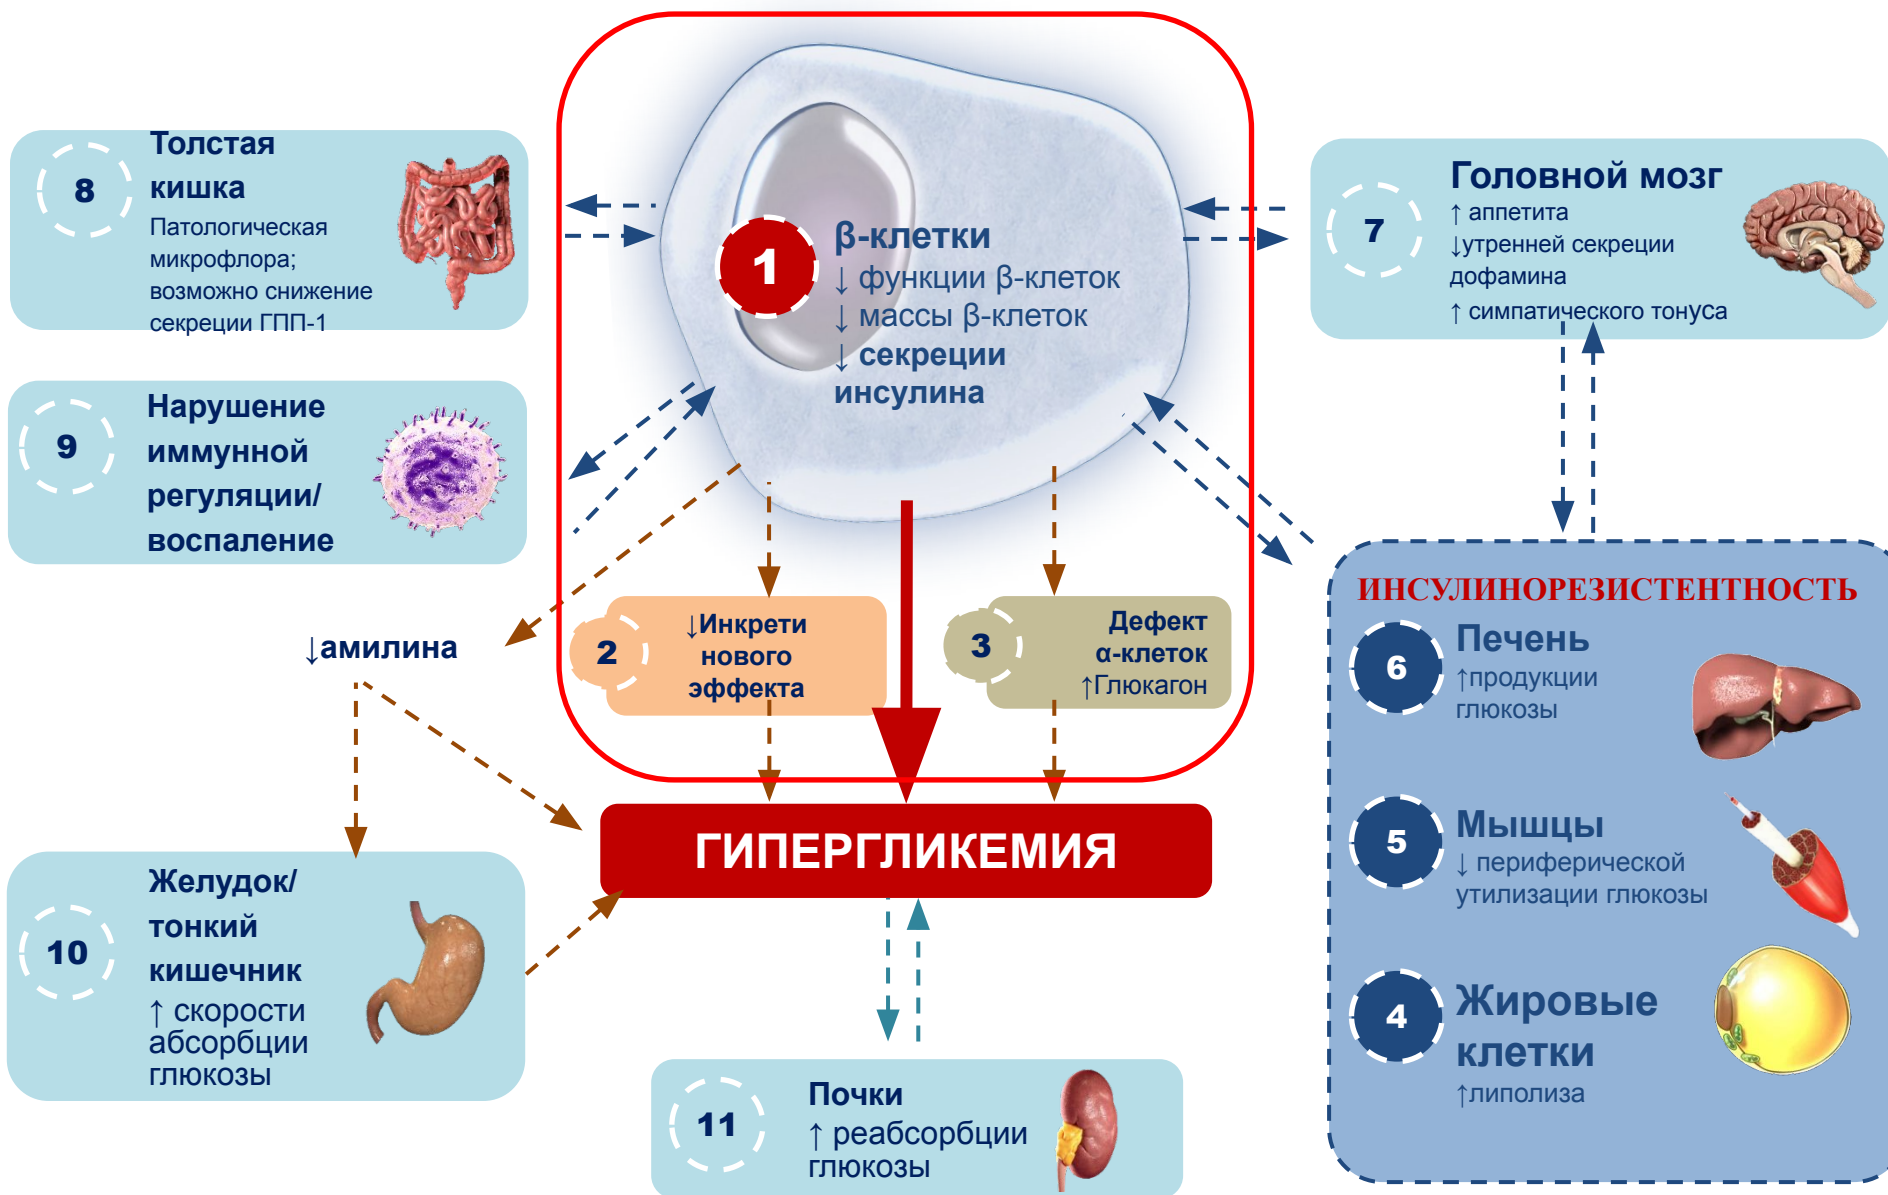 8
Толстая
кишка
Патологическая
микрофлора;
возможно снижение
секреции ГПП-1
9
Нарушение
иммунной
регуляции/
воспаление
1
β-клетки
↓ функции β-клеток
↓ массы β-клеток
↓ секреции
инсулина
7
Головной мозг
↑ аппетита
↓утренней секреции
дофамина
↑ симпатического тонуса
↓амилина
2
↓Инкрети
нового
эффекта
3
Дефект
α-клеток
↑Глюкагон
ИНСУЛИНОРЕЗИСТЕНТНОСТЬ
6
Печень
↑продукции
глюкозы
5
Мышцы
↓ периферической
утилизации глюкозы
4
Жировые
клетки
↑липолиза
ГИПЕРГЛИКЕМИЯ
10
Желудок/
тонкий
кишечник
↑ скорости
абсорбции
глюкозы
11
Почки
↑ реабсорбции
глюкозы